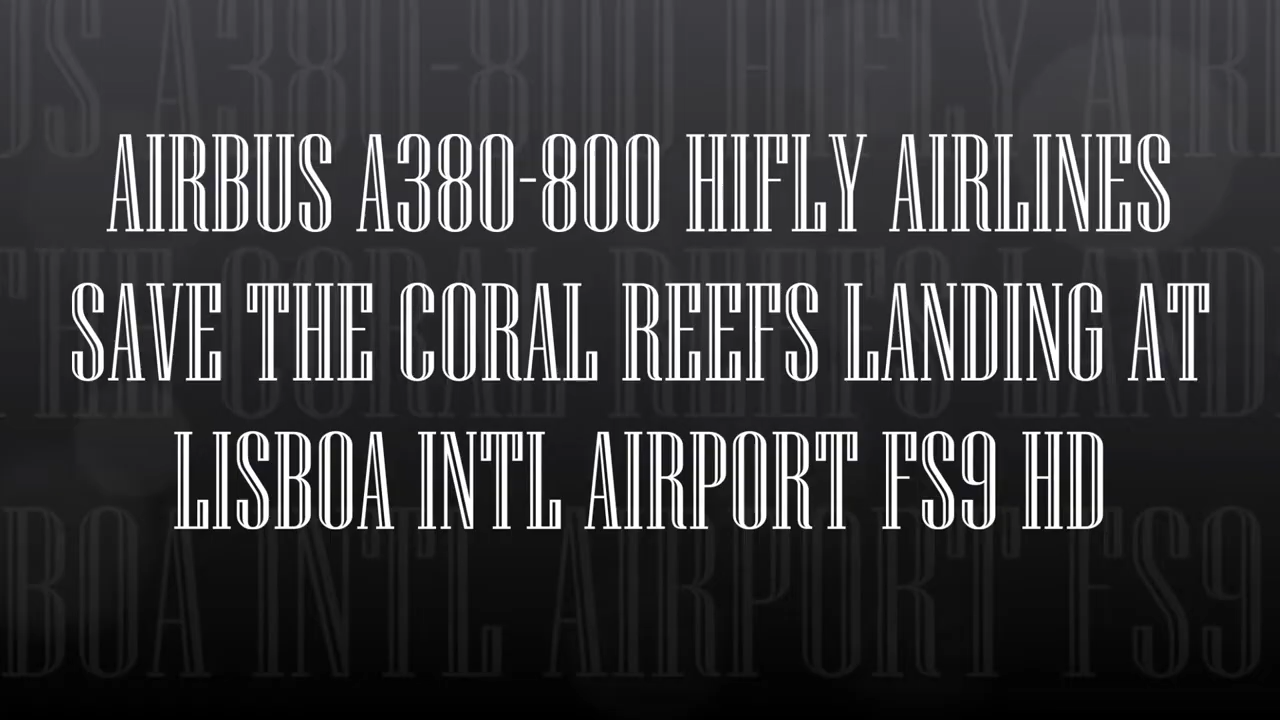 AIRBUS A380-800 HIFLY AIRLINES
SAVE THE CORAL REEFS LANDING AT
LISBOA INTL AIRPORT FS9 HD